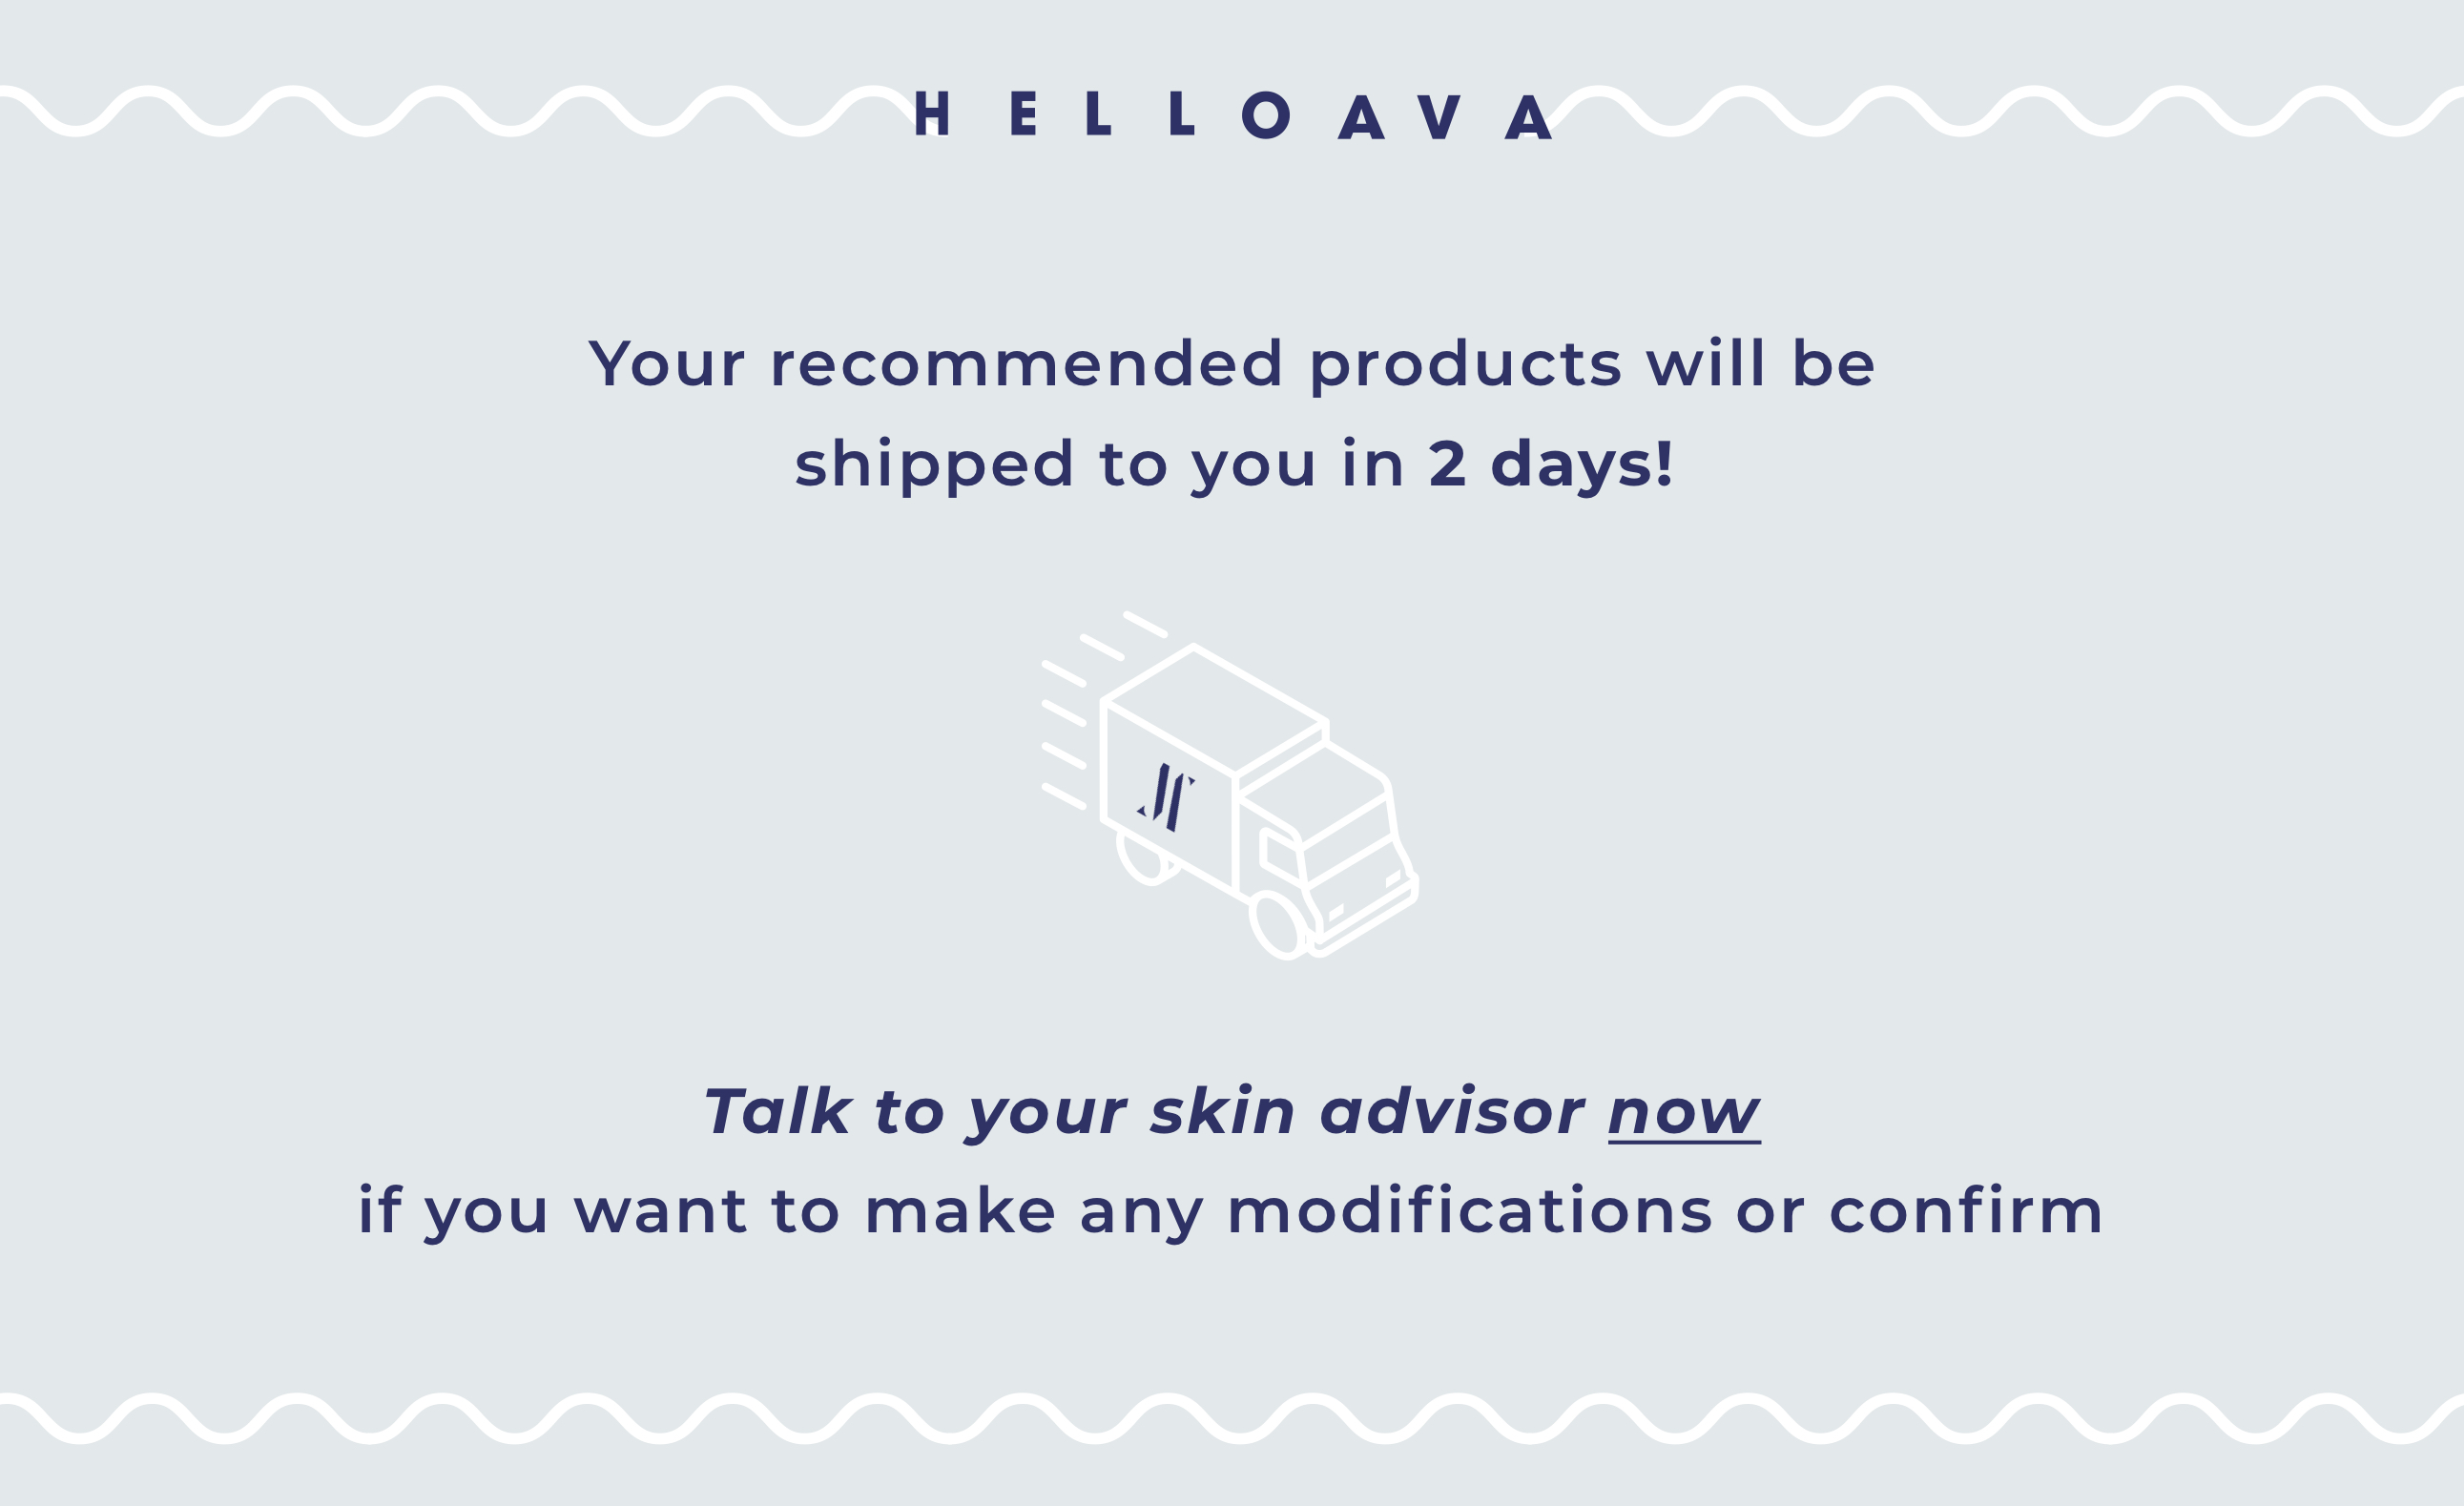 HELLOAVA
Your recommended products will be
shipped to you in 2 days!
Talk to your skin advisor now
if you want to make any modifications or confirm